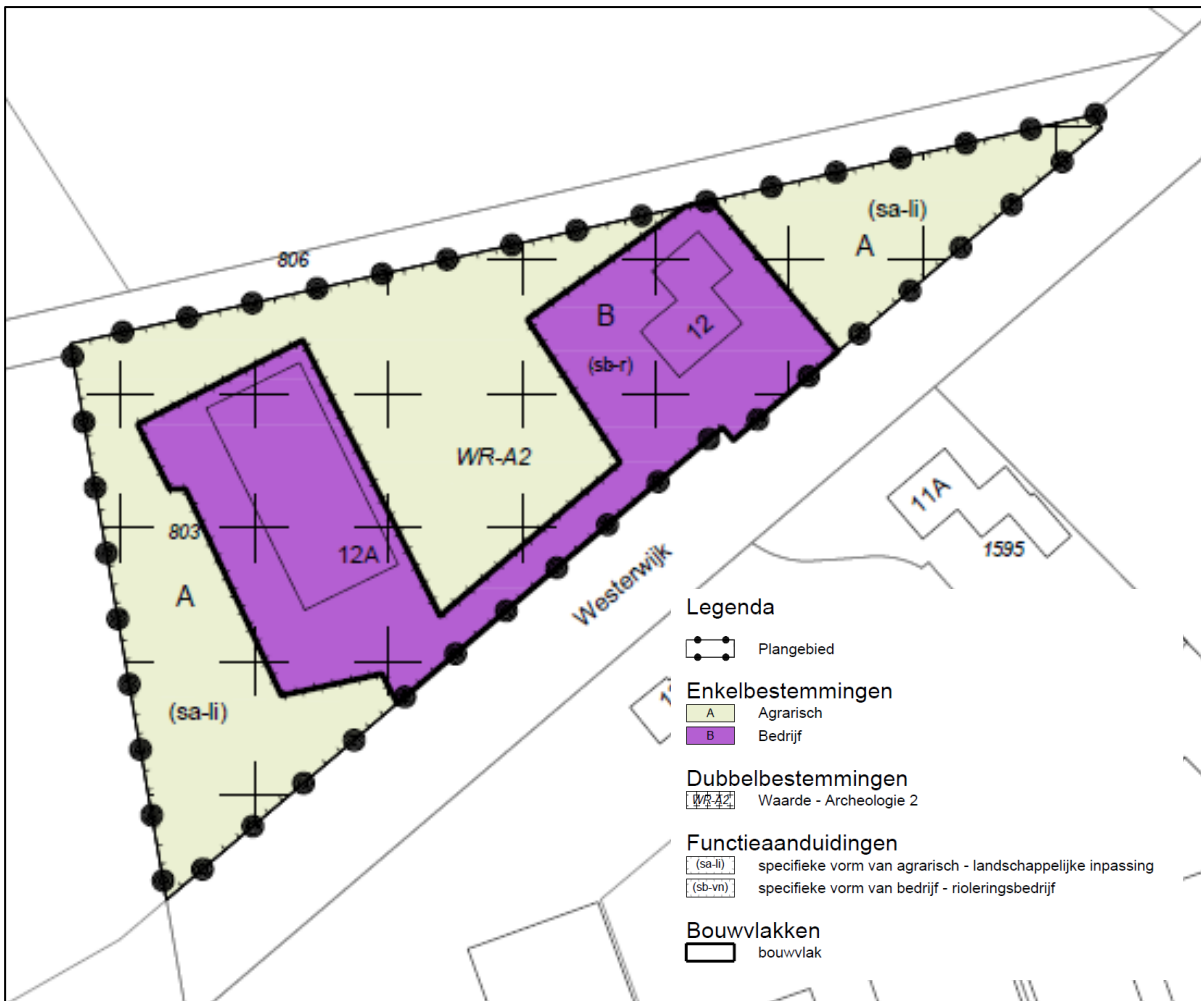 (sa-li)
A
806
B
12
(sb-r)
WR-A2
11A
803
12A
1595
A
Westerwijk
(sa-li)
Legenda
Plangebied
Enkelbestemmingen
A Agrarisch
B Bedrijf
Dubbelbestemmingen
WR-A2 Waarde - Archeologie 2
Functieaanduidingen
(sa-li) specifieke vorm van agrarisch - landschappelijke inpassing
(sb-vn) specifieke vorm van bedrijf - rioleringsbedrijf
Bouwvlakken
bouwvlak